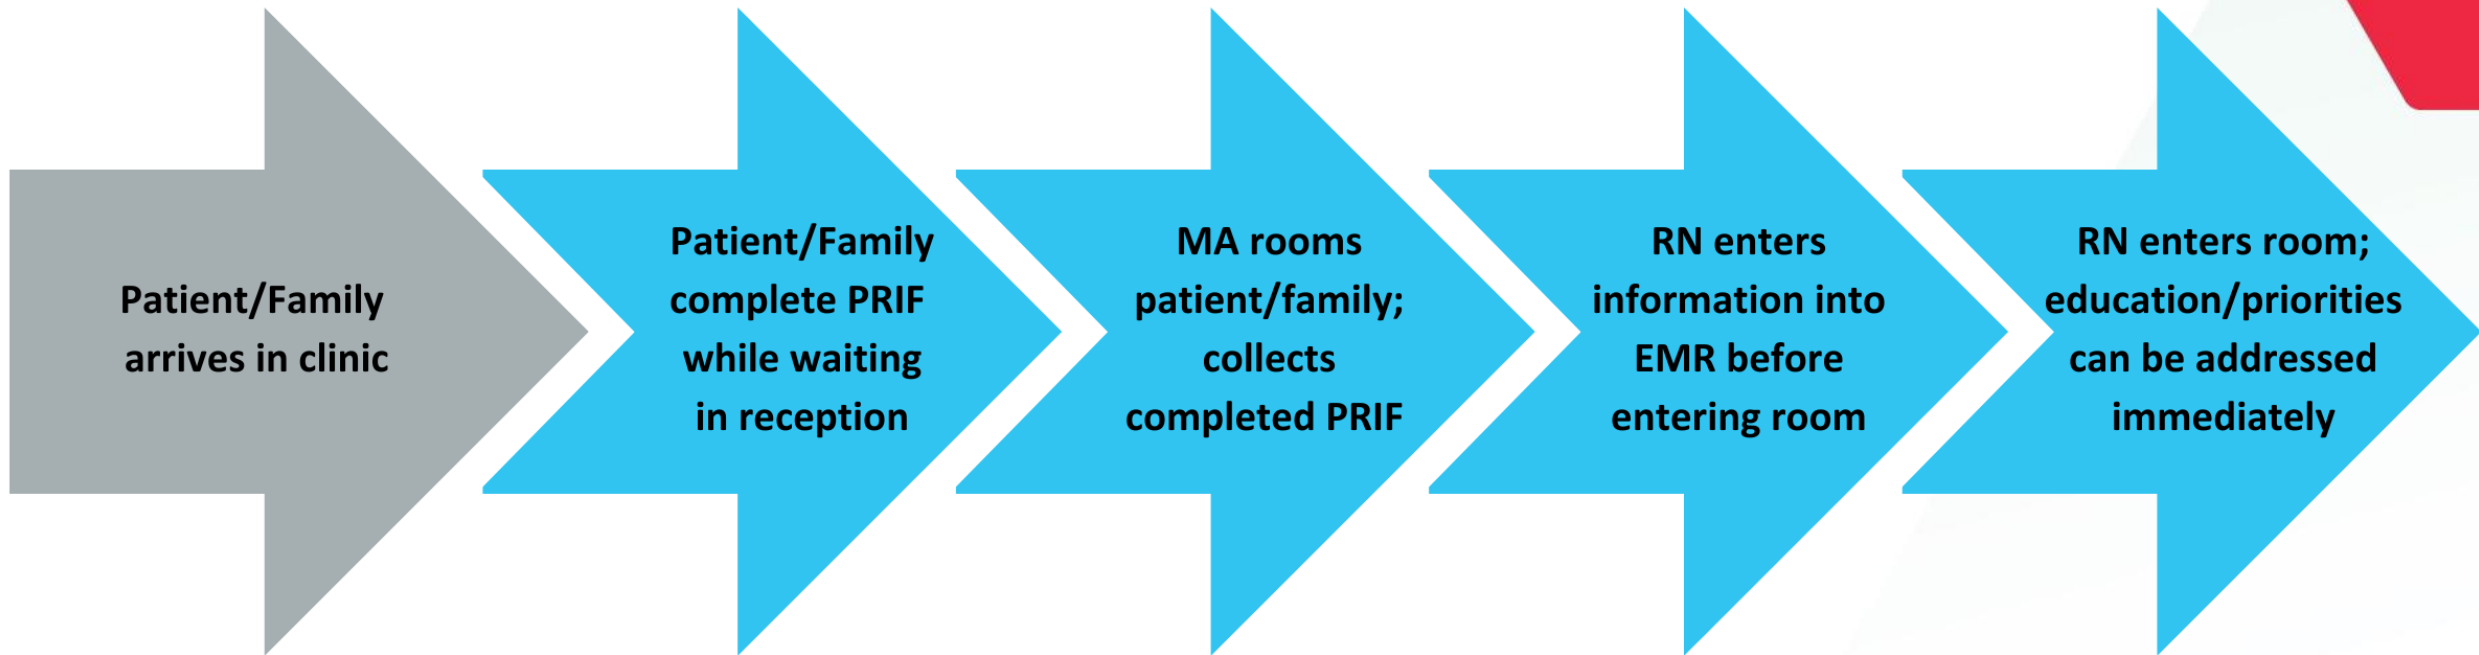 Patient/Family
arrives in clinic
Patient/Family
complete PRIF
while waiting
in reception
MA rooms
patient/family;
collects
completed PRIF
RN enters
information into
EMR before
entering room
RN enters room;
education/priorities
can be addressed
immediately